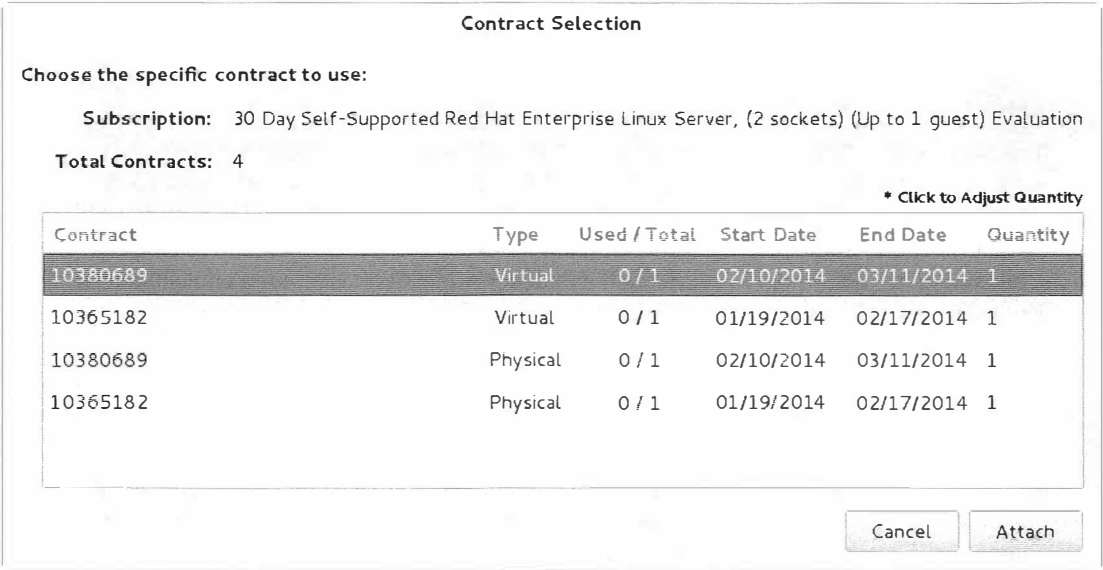 Contract Selection
Choose the specific contract to use:
Subscription: 30 Day Self-Supported Red Hat Enterprise Linux Server, (2 sockets) (Up to 1 guest) Evaluation
Total Contracts: 4
* Click to Adjust Quantity
Contract Type Used / Total Start Date End Date Quantity
10380689 Virtual 0 / 1 02/10/2014 03/11/2014 1
10365182 Virtual 0 / 1 01/19/2014 02/17/2014 1
10380689 Physical 0 / 1 02/10/2014 03/11/2014 1
10365182 Physical 0 / 1 01/19/2014 02/17/2014 1
Cancel Attach